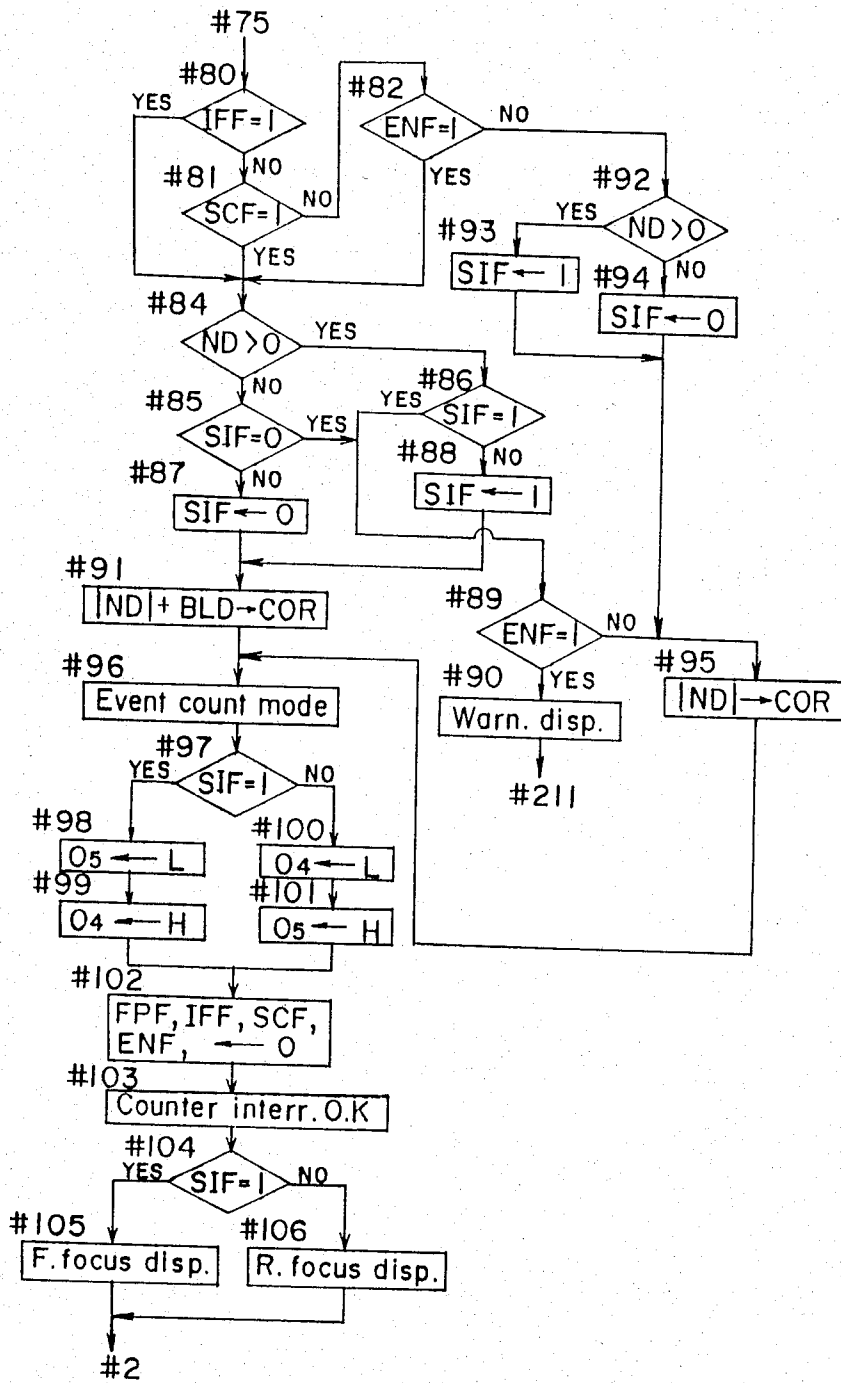 #75
#80
IFF=1
YES
NO
#81
SCF=1
NO
YES
#82
ENF=1
NO
YES
#92
ND>0
YES
NO
#93
SIF←1
#94
SIF←0
#84
ND>0
YES
NO
#85
SIF=0
YES
NO
#86
SIF=1
YES
NO
#87
SIF←0
#88
SIF←1
#91
|ND|+BLD→COR
#89
ENF=1
NO
YES
#90
Warn. disp.
#211
#95
|ND|→COR
#96
Event count mode
#97
SIF=1
YES
NO
#98
O5←L
#99
O4←H
#100
O4←L
#101
O5←H
#102
FPF, IFF, SCF,
ENF, ←0
#103
Counter interr. O.K
#104
SIF=1
YES
NO
#105
F. focus disp.
#106
R. focus disp.
#2